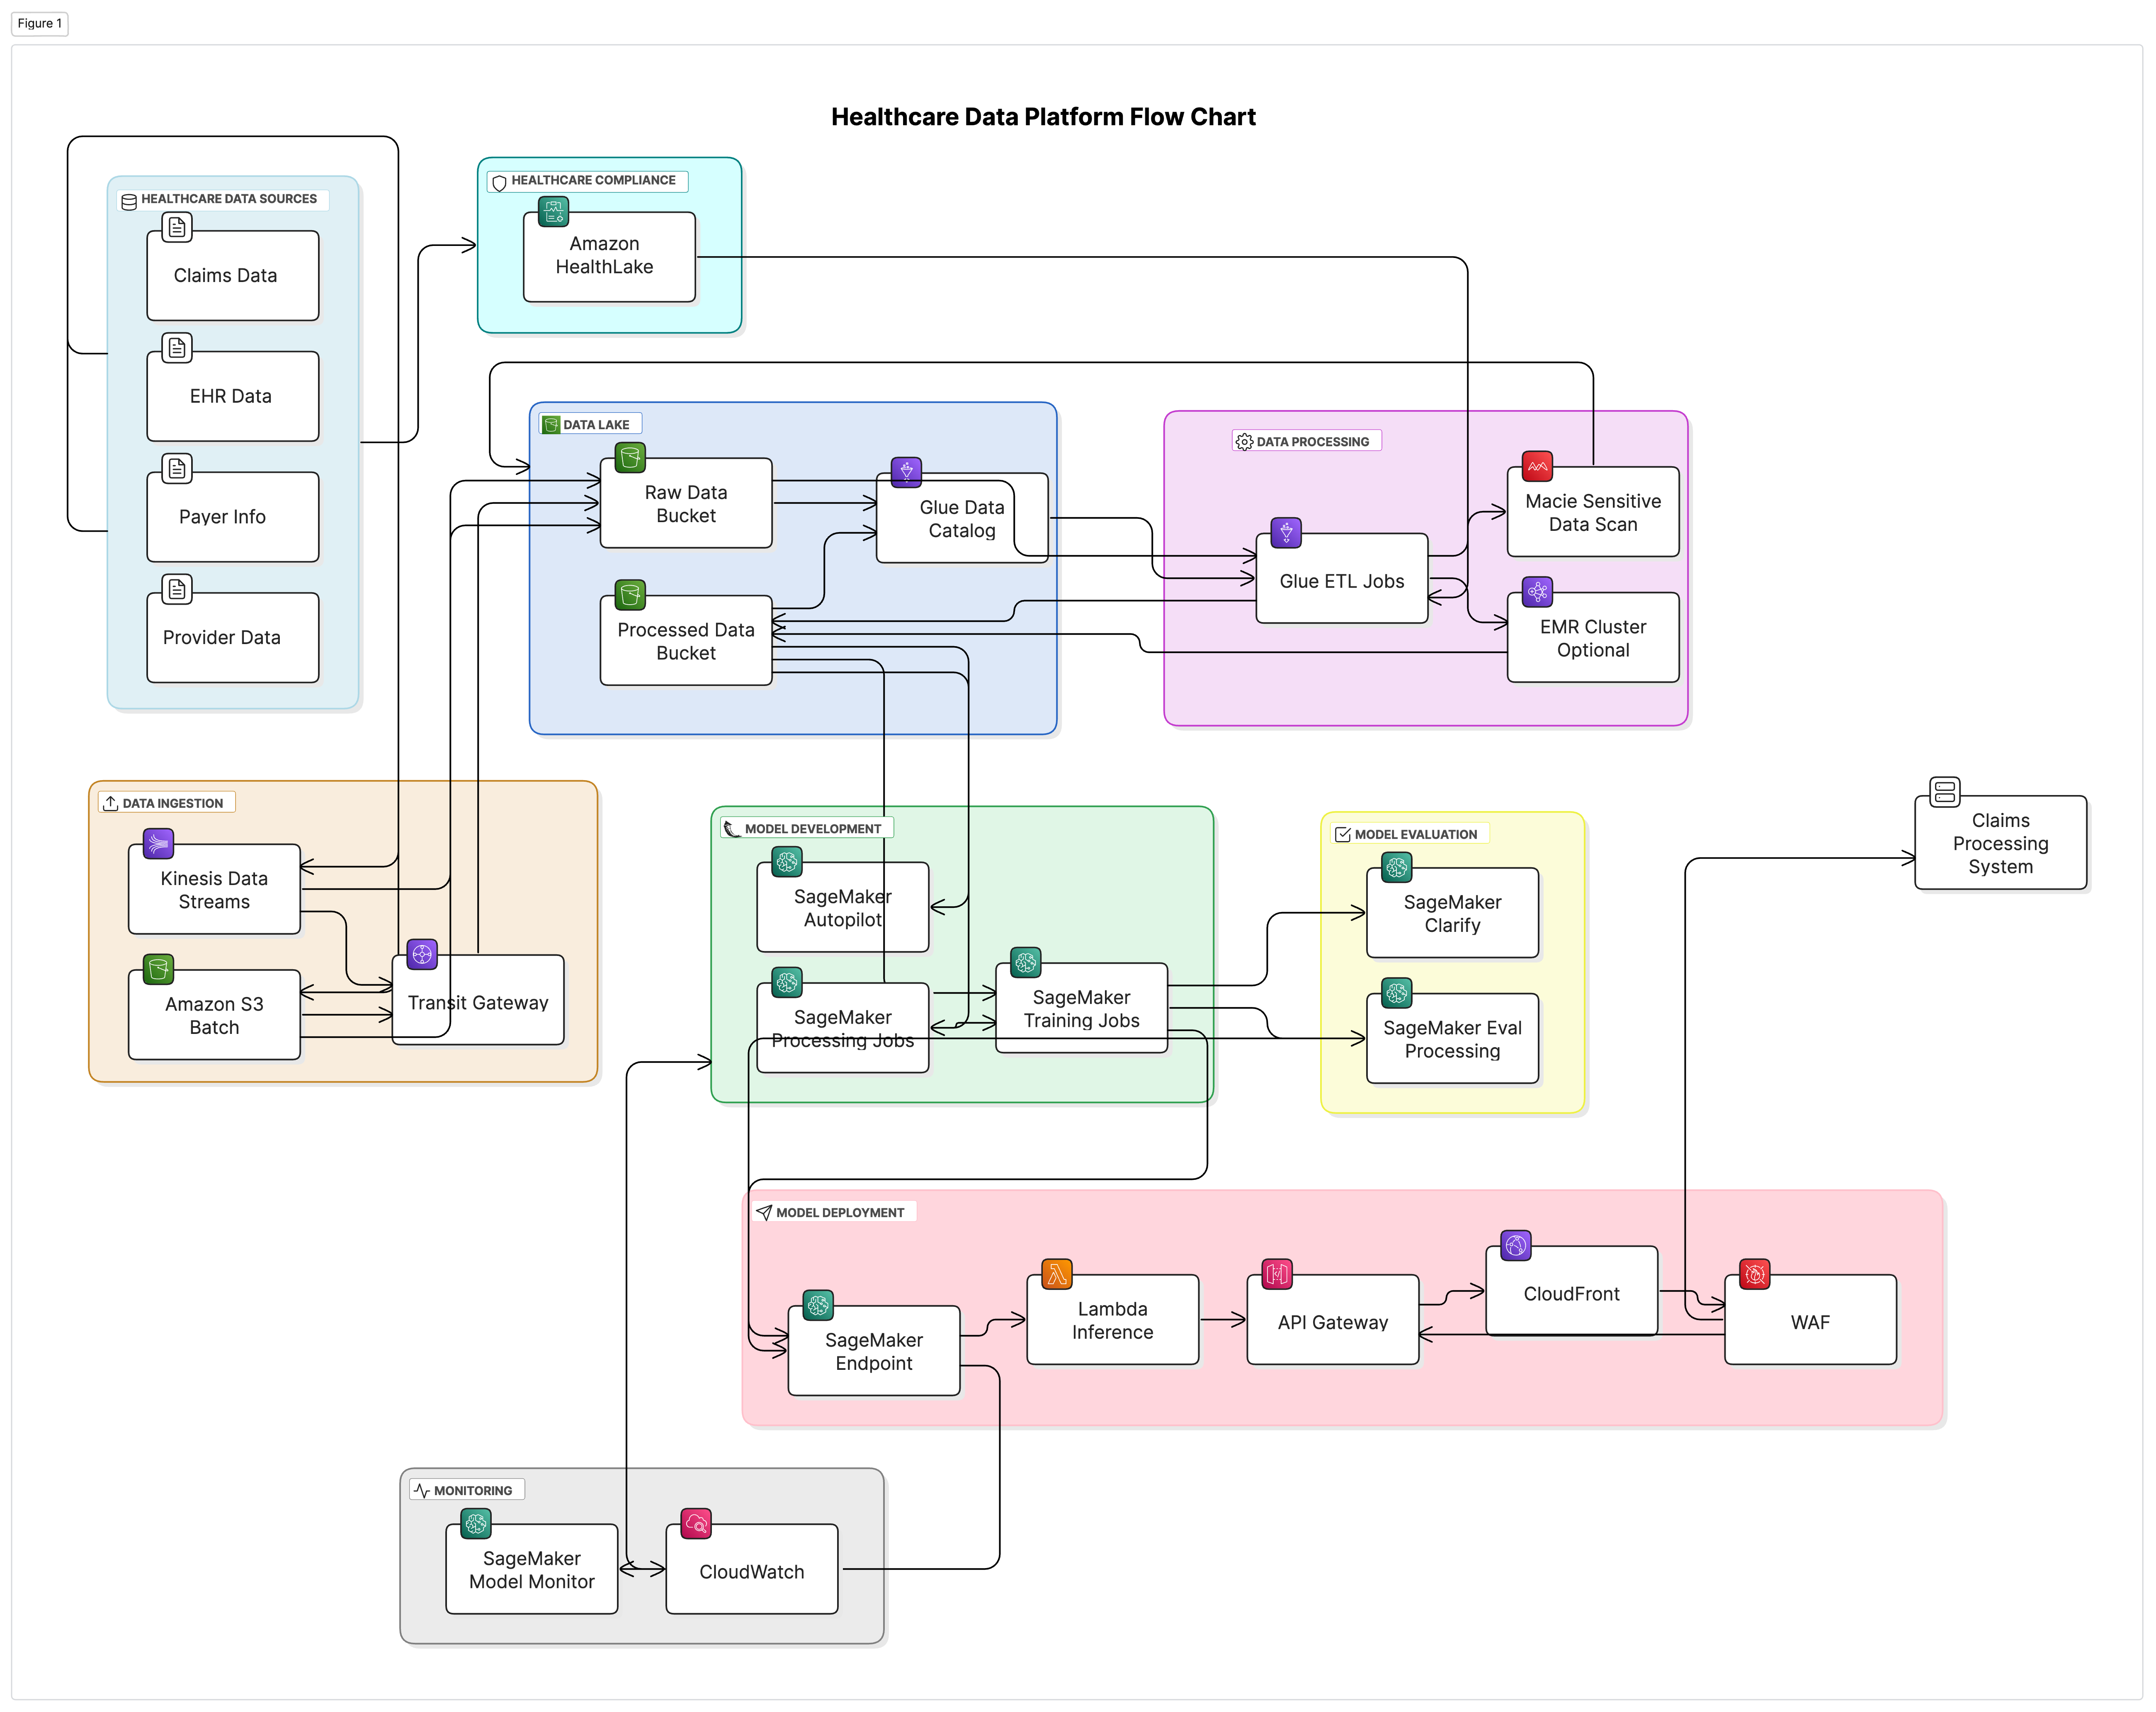 Figure 1
Healthcare Data Platform Flow Chart
HEALTHCARE DATA SOURCES
Claims Data
EHR Data
Payer Info
Provider Data
HEALTHCARE COMPLIANCE
Amazon
HealthLake
DATA LAKE
Raw Data
Bucket
Glue Data
Catalog
Processed Data
Bucket
DATA PROCESSING
Macie Sensitive
Data Scan
Glue ETL Jobs
EMR Cluster
Optional
DATA INGESTION
Kinesis Data
Streams
Amazon S3
Batch
Transit Gateway
MODEL DEVELOPMENT
SageMaker
Autopilot
SageMaker
Processing Jobs
SageMaker
Training Jobs
MODEL EVALUATION
SageMaker
Clarify
SageMaker Eval
Processing
Claims
Processing
System
MODEL DEPLOYMENT
SageMaker
Endpoint
Lambda
Inference
API Gateway
CloudFront
WAF
MONITORING
SageMaker
Model Monitor
CloudWatch